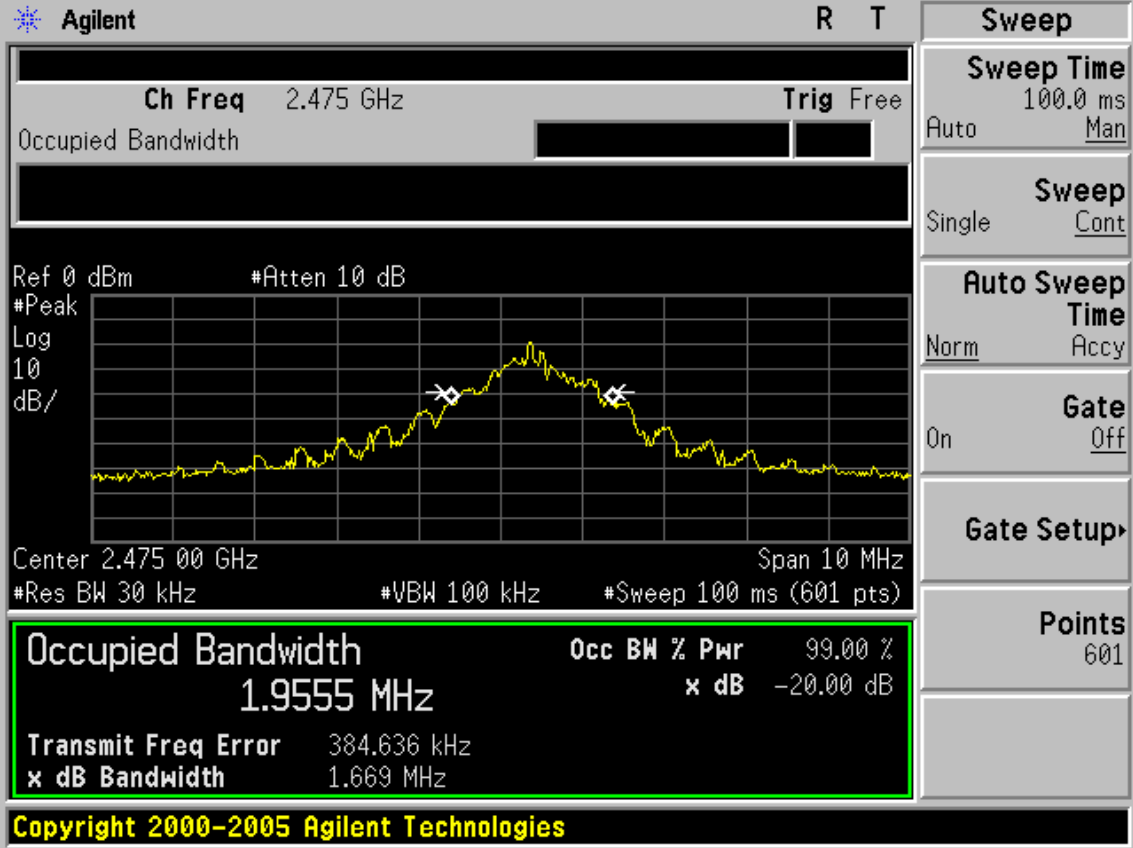 Agilent R T
Ch Freq 2.475 GHz Trig Free
Occupied Bandwidth
Ref 0 dBm #Atten 10 dB
#Peak
Log
10
dB/
Center 2.475 00 GHz Span 10 MHz
#Res BW 30 kHz #VBW 100 kHz #Sweep 100 ms (601 pts)
Occupied Bandwidth
1.9555 MHz
Occ BW % Pwr 99.00 %
x dB -20.00 dB
Transmit Freq Error 384.636 kHz
x dB Bandwidth 1.669 MHz
Copyright 2000-2005 Agilent Technologies
Sweep
Sweep Time
100.0 ms
Auto Man
Sweep
Single Cont
Auto Sweep
Time
Norm Accy
Gate
On Off
Gate Setup
Points
601